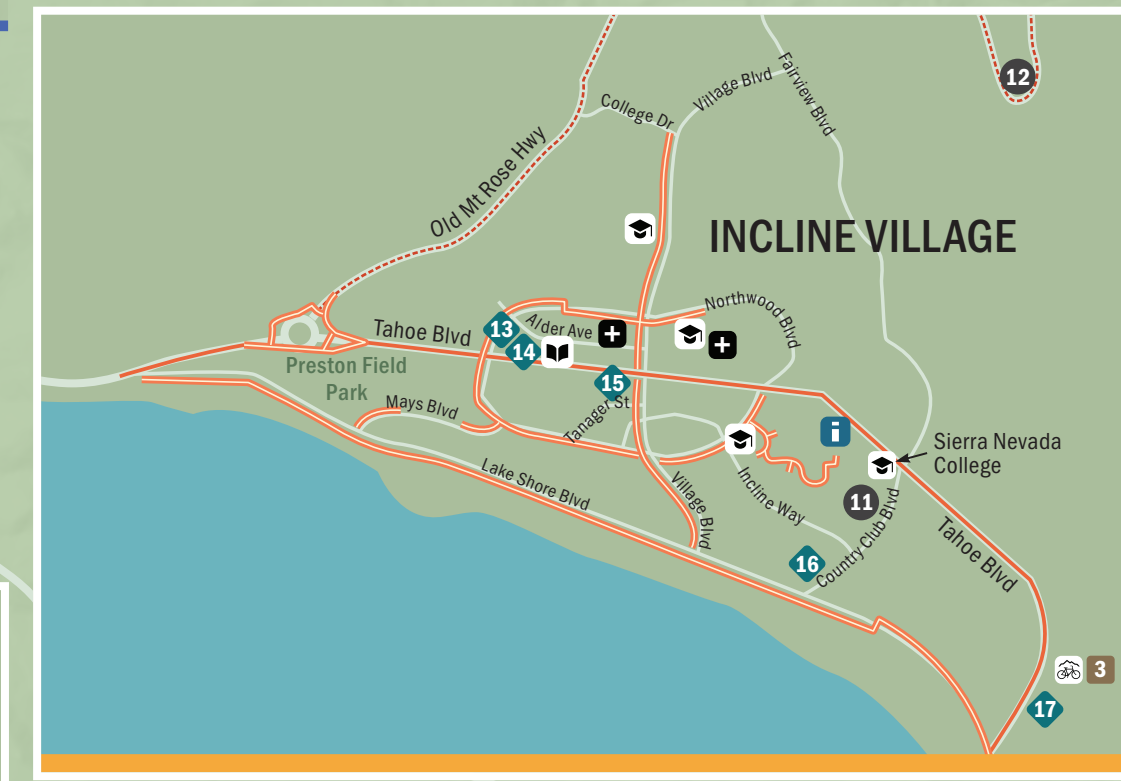 12
Village Blvd
Fairview Blvd
College Dr
Old Mt Rose Hwy
INCLINE VILLAGE
Northwood Blvd
13
Alder Ave
Tahoe Blvd
14
Preston Field
Park
15
Mays Blvd
Tanager St
i
Sierra Nevada
College
Lake Shore Blvd
Village Blvd
Incline Way
11
Country Club Blvd
Tahoe Blvd
16
3
17